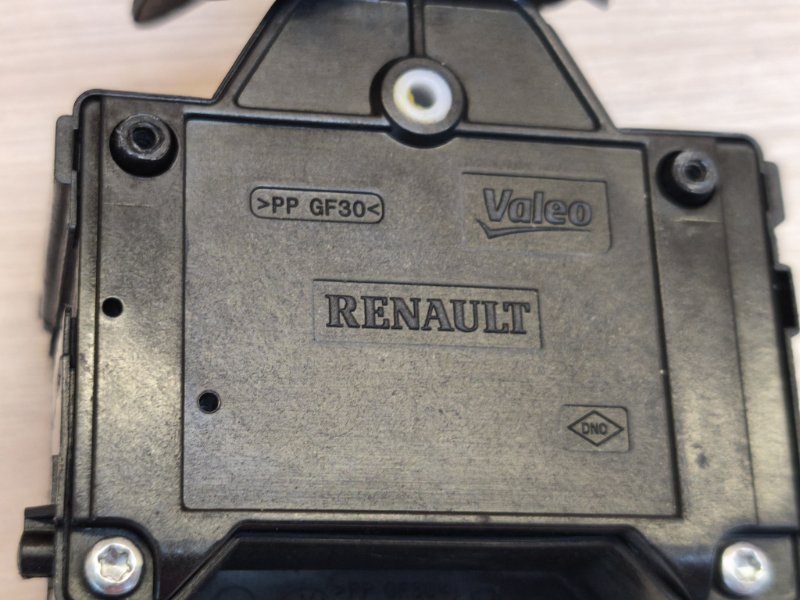 >PP GF30<
Valeo
RENAULT
DNO